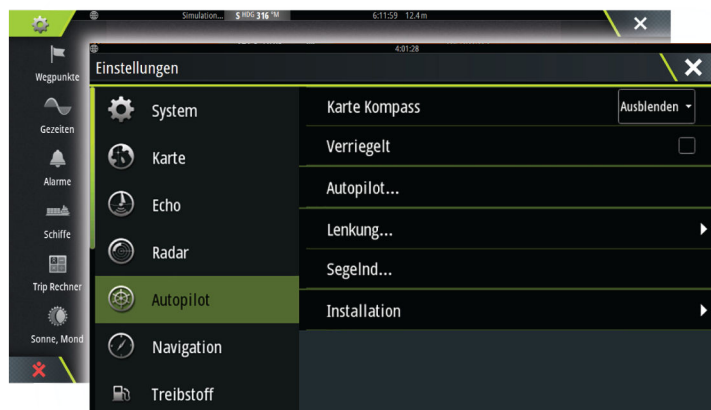 Simulation... S HDG 316 °M 6:11:59 12.4 m
4:01:28
Einstellungen
Wegpunkte
Gezeiten
Alarme
Schiffe
Trip Rechner
Sonne, Mond
System
Karte
Echo
Radar
Autopilot
Navigation
Treibstoff
Karte Kompass Ausblenden
Verriegelt
Autopilot...
Lenkung...
Segelnd...
Installation